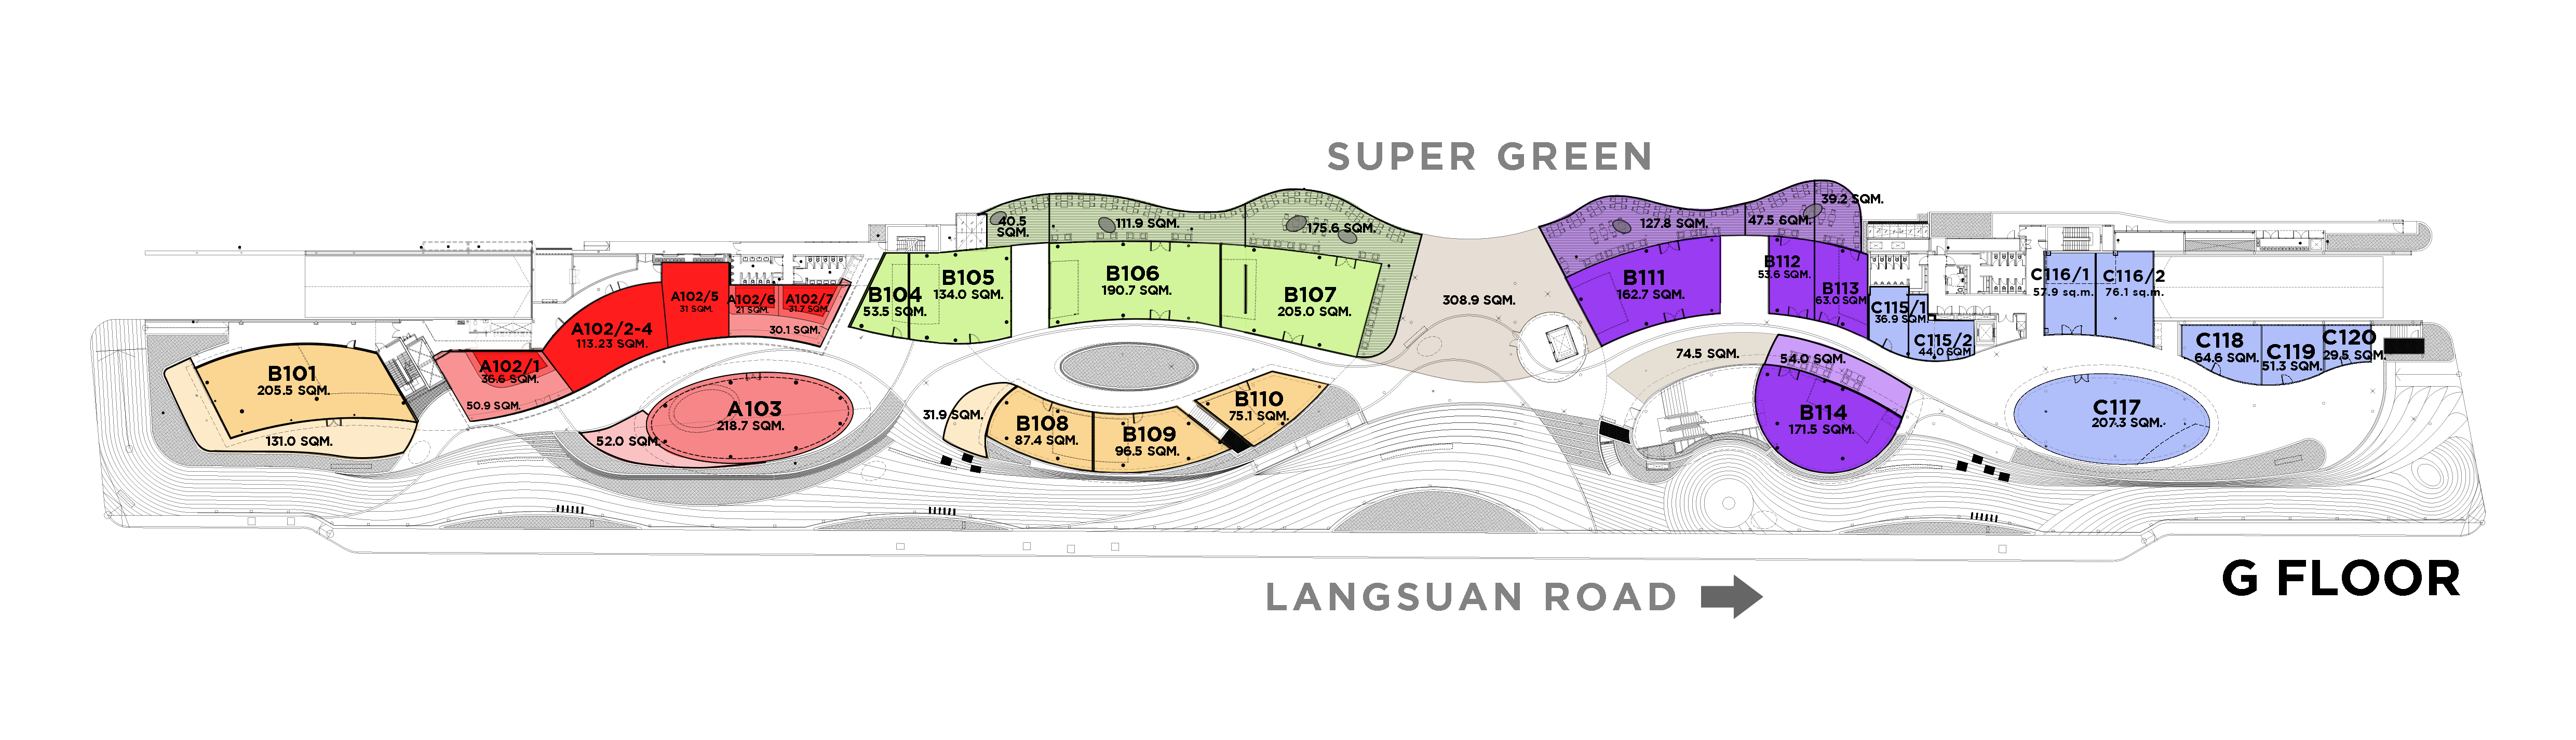 SUPER GREEN
40.5
SQM.
111.9 SQM.
175.6 SQM.
127.8 SQM.
47.5 6QM.
39.2 SQM.
B101
205.5 SQM.
131.0 SQM.
A102/1
36.6 SQM.
50.9 SQM.
A102/2-4
113.23 SQM.
A102/5
31 SQM.
A102/6
21 SQM.
A102/7
31.7 SQM.
30.1 SQM.
A103
218.7 SQM.
52.0 SQM.
B104
53.5 SQM.
B105
134.0 SQM.
B106
190.7 SQM.
B107
205.0 SQM.
31.9 SQM.
B108
87.4 SQM.
B109
96.5 SQM.
B110
75.1 SQM.
308.9 SQM.
B111
162.7 SQM.
B112
53.6 SQM.
B113
63.0 SQM
74.5 SQM.
54.0 SQM.
B114
171.5 SQM.
C115/1
36.9 SQM.
C115/2
44.0 SQM
C116/1
57.9 sq.m.
C116/2
76.1 sq.m.
C117
207.3 SQM.
C118
64.6 SQM.
C119
51.3 SQM.
C120
29.5 SQM.
G FLOOR
LANGSUAN ROAD